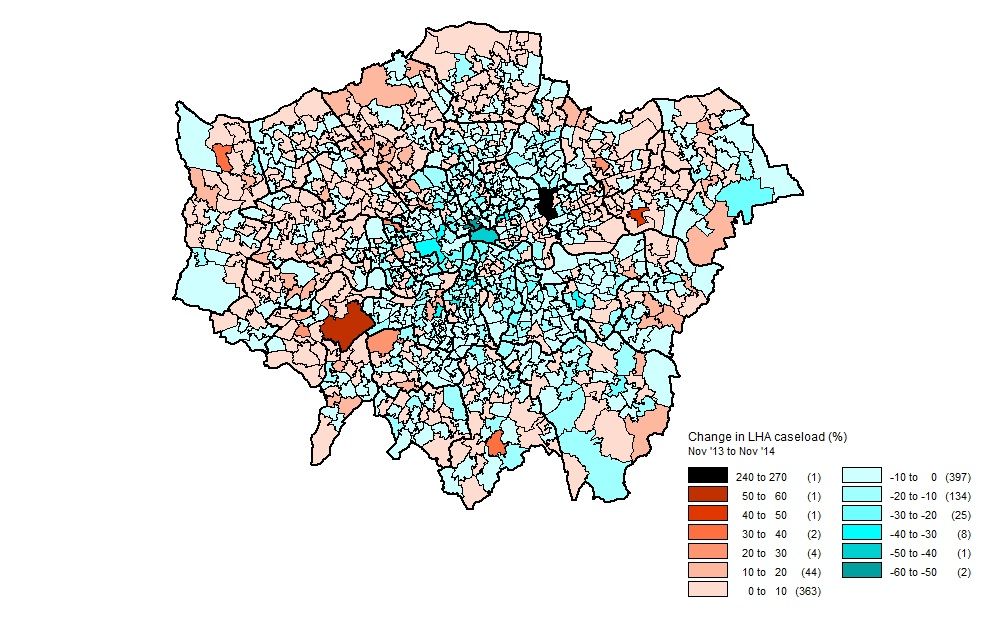 Change in LHA caseload (%)
Nov '13 to Nov '14
240 to 270 (1)
50 to 60 (1)
40 to 50 (1)
30 to 40 (2)
20 to 30 (4)
10 to 20 (44)
0 to 10 (363)
-10 to 0 (397)
-20 to -10 (134)
-30 to -20 (25)
-40 to -30 (8)
-50 to -40 (1)
-60 to -50 (2)